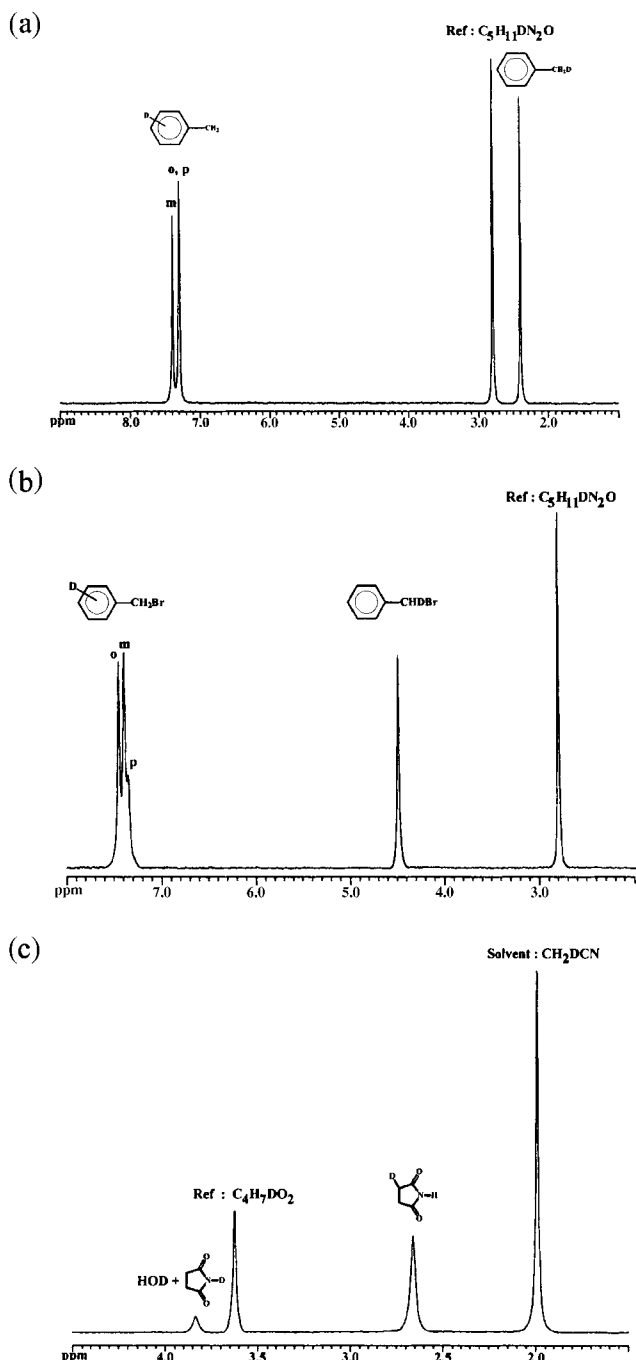 (a)
Ref : C5H11DN2O
CH2D
D
CH3
o, p
m
ppm 8.0 7.0 6.0 5.0 4.0 3.0 2.0
(b)
Ref : C5H11DN2O
D
CH2Br
CHDBr
m
o
p
ppm 7.0 6.0 5.0 4.0 3.0
(c)
Solvent : CH2DCN
D
O
N-H
O
Ref : C4H7DO2
HOD +
O
N-D
O
ppm 4.0 3.5 3.0 2.5 2.0